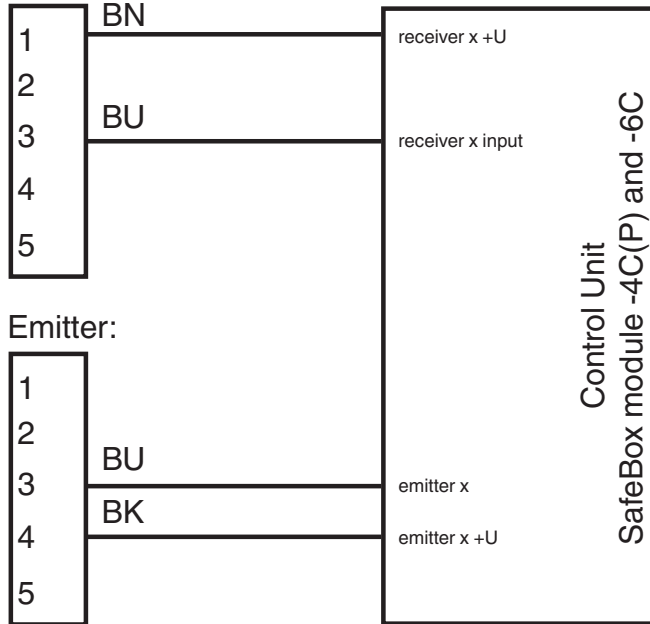 BN
1
receiver x +U
2
BU
3
receiver x input
4
5
Emitter:
1
2
BU
3
emitter x
BK
4
emitter x +U
5
Control Unit
SafeBox module -4C(P) and -6C